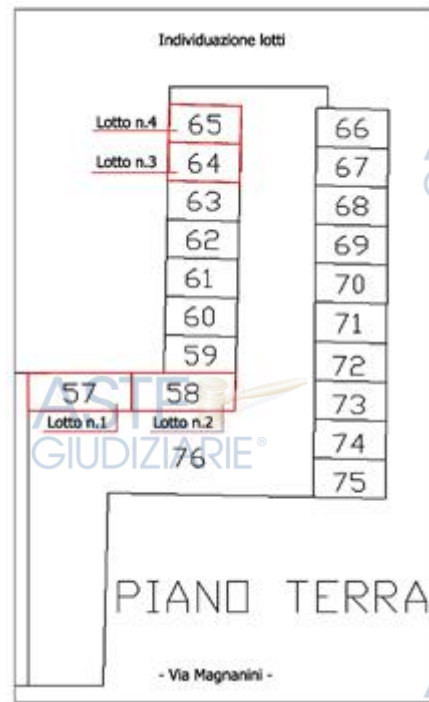 Individuazione lotti
Lotto n.4
65
66
Lotto n.3
64
67
63
68
62
69
61
70
60
71
59
72
57
58
73
Lotto n.1
Lotto n.2
74
76
75
ASTE
GIUDIZIARIE®
PIANO TERRA
- Via Magnanini -